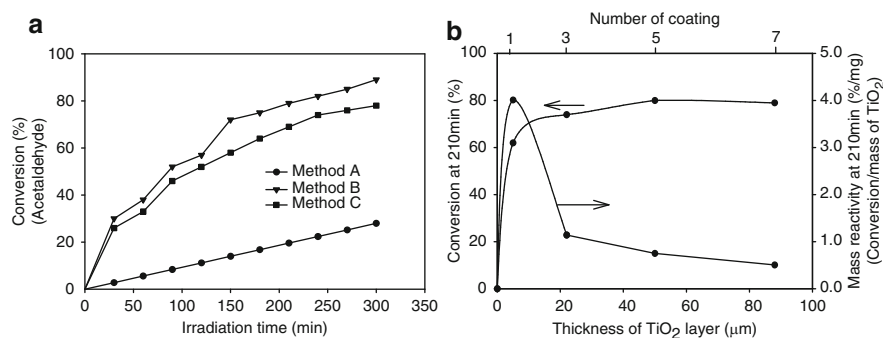 a
100
80
60
40
20
0
Conversion (%)
(Acetaldehyde)
Method A
Method B
Method C
0 50 100 150 200 250 300 350
Irradiation time (min)
b
Number of coating
1 3 5 7
100
80
60
40
20
0
Conversion at 210min (%)
5.0
4.0
3.0
2.0
1.0
0.0
Mass reactivity at 210min (%/mg)
(Conversion/mass of TiO₂)
0 20 40 60 80 100
Thickness of TiO₂ layer (μm)